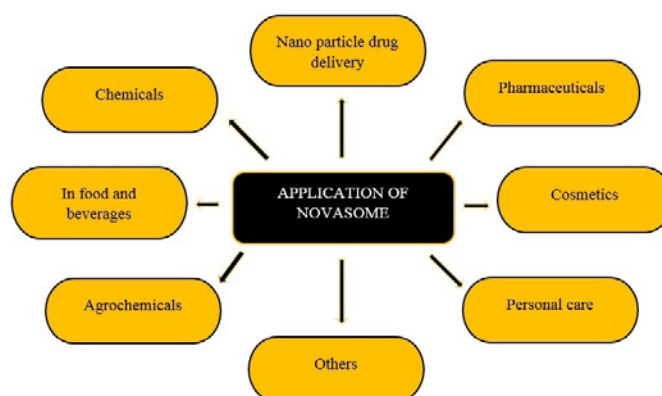 Nano particle drug
delivery
Chemicals
Pharmaceuticals
In food and
beverages
APPLICATION OF
NOVASOME
Cosmetics
Agrochemicals
Personal care
Others